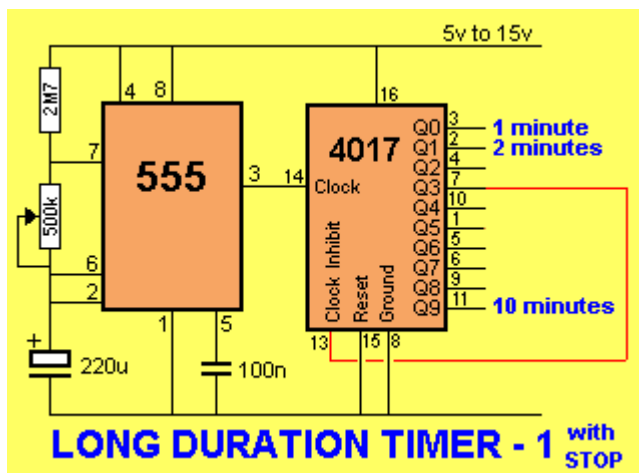 5v to 15v
2M7
4 8
16
7
555
3
14
4017
Clock
Q0 3 1 minute
Q1 2 2 minutes
Q2 4
Q3 7
Q4 10
Q5 1
Q6 5
Q7 6
Q8 9
Q9 11 10 minutes
500k
6
2
Clock Inhibit
Reset
Ground
1
5
13
15
8
+
220u
100n
LONG DURATION TIMER - 1 with STOP